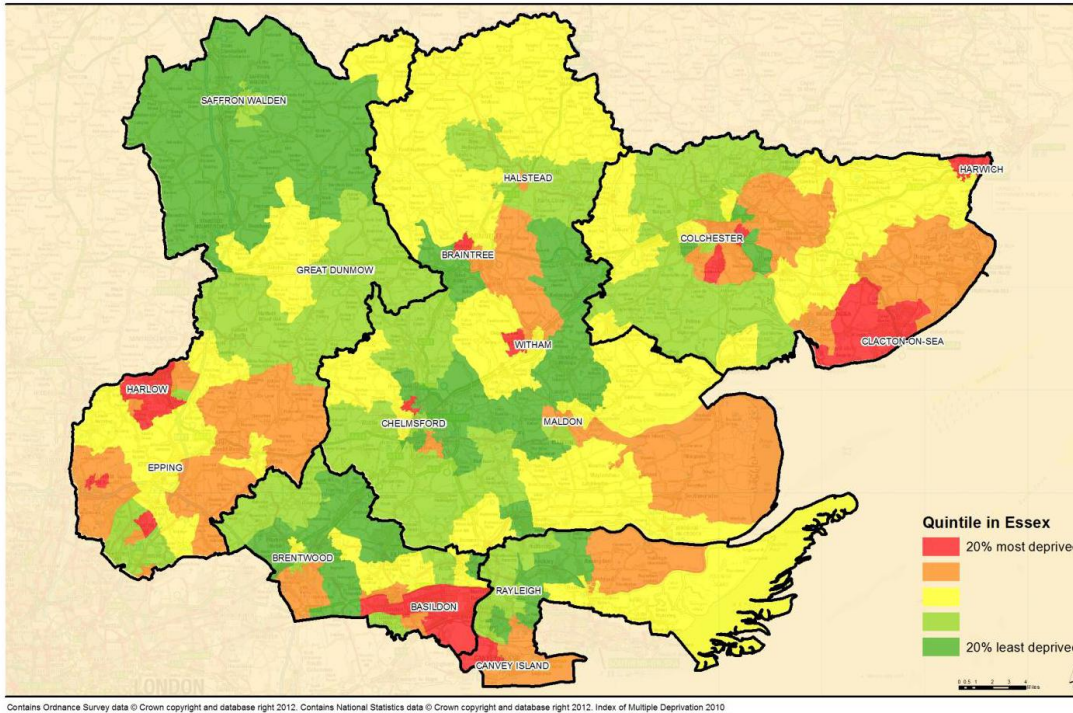 SAFFRON WALDEN
HALSTEAD
HARWICH
COLCHESTER
BRAINTREE
GREAT DUNMOW
WITHAM
CLACTON-ON-SEA
HARLOW
CHELMSFORD
MALDON
EPPING
BRENTWOOD
RAYLEIGH
BASILDON
CANVEY ISLAND
LONDON
Quintile in Essex
20% most deprived
20% least deprived
Miles
Contains Ordnance Survey data © Crown copyright and database right 2012. Contains National Statistics data © Crown copyright and database right 2012. Index of Multiple Deprivation 2010